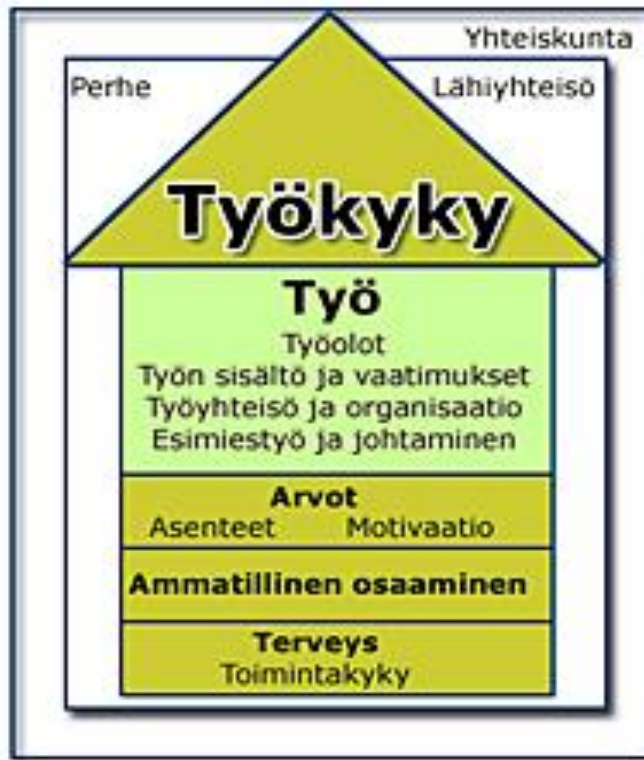 Yhteiskunta
Perhe Lähiyhteisö
Työkyky
Työ
Työolot
Työn sisältö ja vaatimukset
Työyhteisö ja organisaatio
Esimiestyö ja johtaminen
Arvot
Asenteet Motivaatio
Ammatillinen osaaminen
Terveys
Toimintakyky